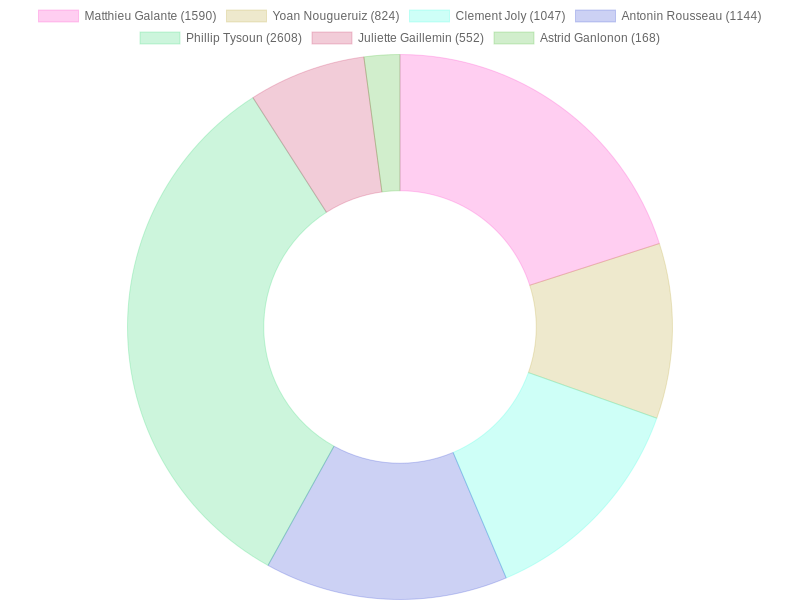 Matthieu Galante (1590) Yoan Nougueruiz (824) Clement Joly (1047) Antonin Rousseau (1144)
Phillip Tysoun (2608) Juliette Gaillemin (552) Astrid Ganlonon (168)